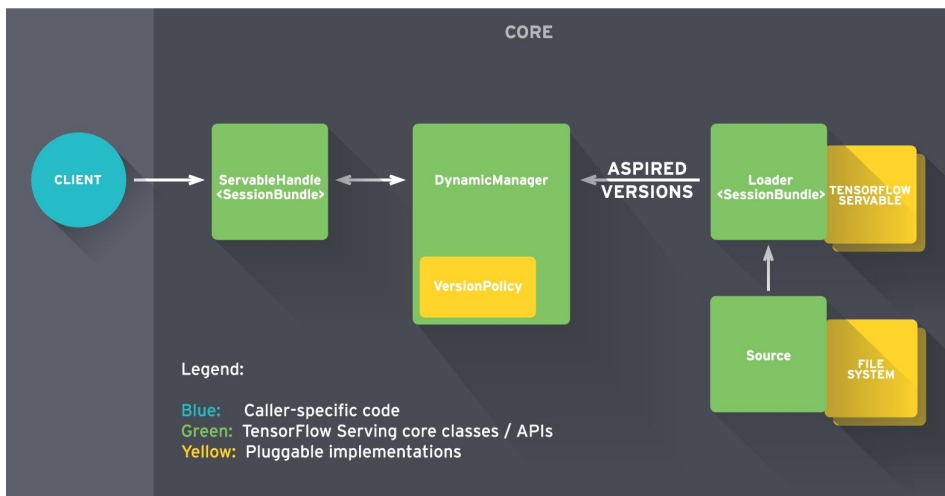 CORE
CLIENT
ServableHandle
<SessionBundle>
DynamicManager
VersionPolicy
ASPIRED
VERSIONS
Loader
<SessionBundle>
TENSORFLOW
SERVABLE
Source
FILE
SYSTEM
Legend:
Blue: Caller-specific code
Green: TensorFlow Serving core classes / APIs
Yellow: Pluggable implementations